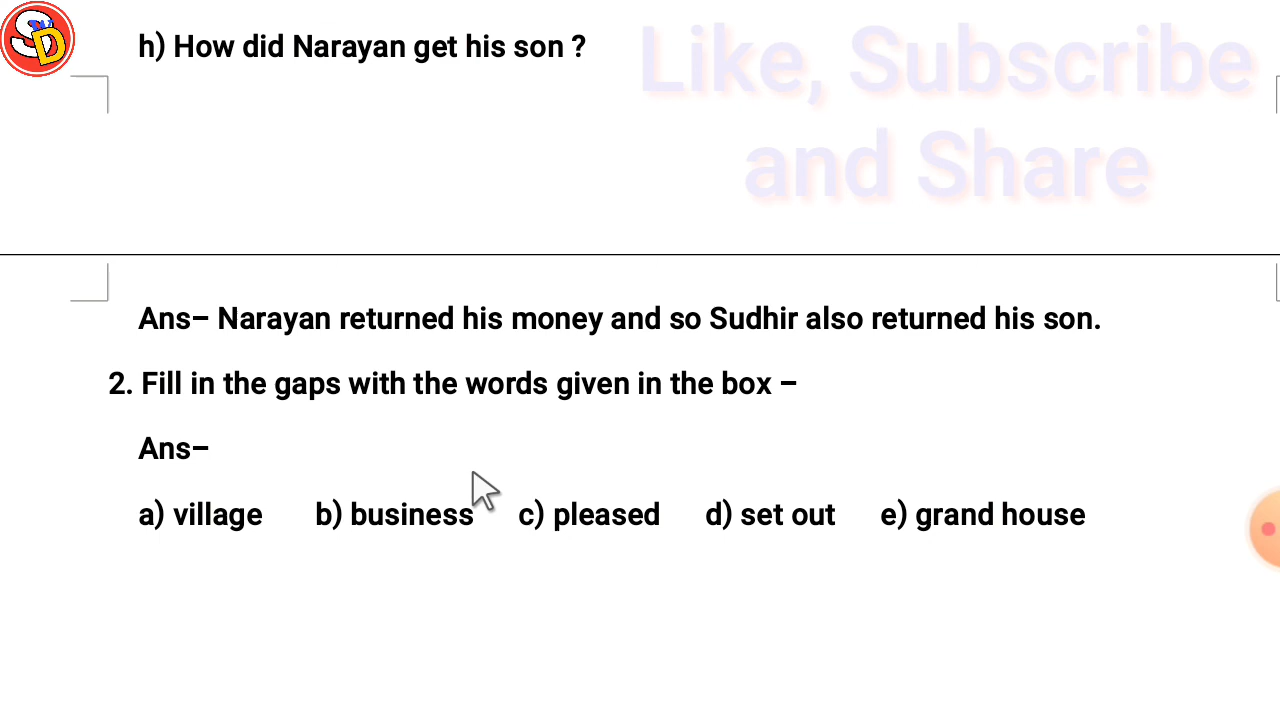 SD
h) How did Narayan get his son ?
Like, Subscribe
and Share
Ans– Narayan returned his money and so Sudhir also returned his son.
2. Fill in the gaps with the words given in the box –
Ans–
a) village b) business c) pleased d) set out e) grand house